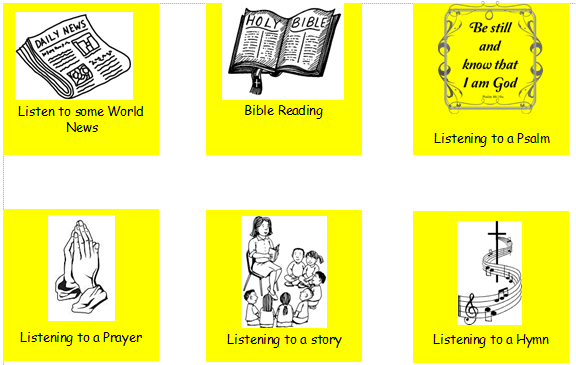 DAILY NEWS
Listen to some World
News
HOLY BIBLE
Bible Reading
Be still
and
know that
I am God
Listening to a Psalm
Listening to a Prayer
Listening to a story
Listening to a Hymn